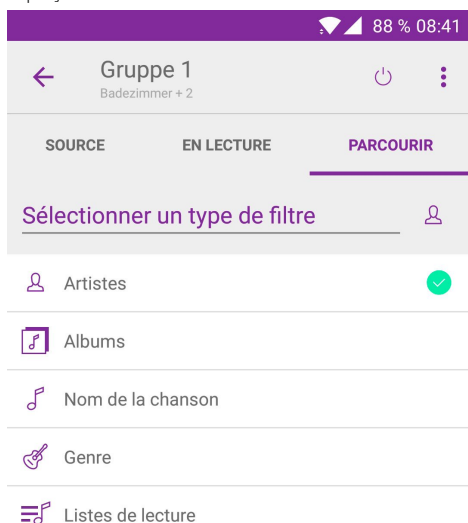 88 % 08:41
Gruppe 1
Badezimmer + 2
SOURCE EN LECTURE PARCOURIR
Sélectionner un type de filtre
Artistes
Albums
Nom de la chanson
Genre
Listes de lecture